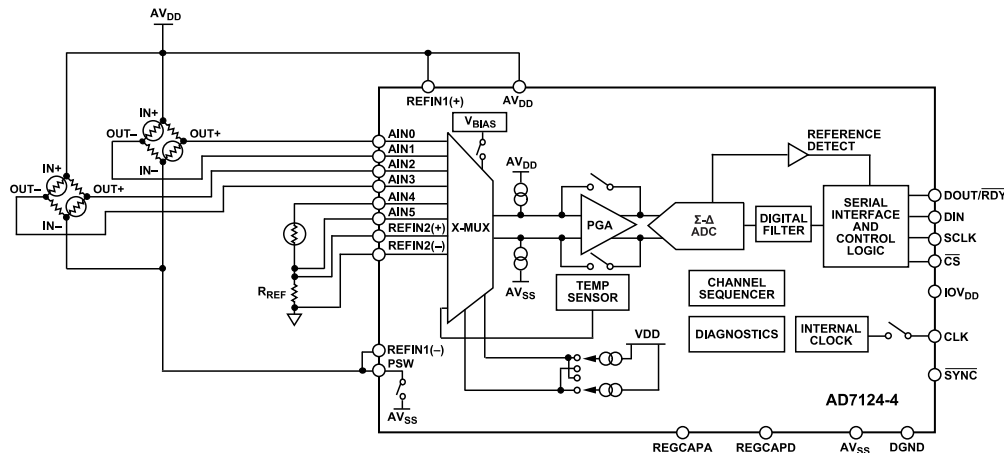 AVDD
REFIN1(+)
AVDD
IN+
OUT–
OUT+
IN–
IN+
OUT–
OUT+
IN–
AIN0
AIN1
AIN2
AIN3
AIN4
AIN5
REFIN2(+)
REFIN2(–)
RREF
REFIN1(–)
PSW
AVSS
VBIAS
X-MUX
AVDD
AVSS
PGA
TEMP
SENSOR
VDD
Σ-Δ
ADC
REFERENCE
DETECT
DIGITAL
FILTER
SERIAL
INTERFACE
AND
CONTROL
LOGIC
CHANNEL
SEQUENCER
DIAGNOSTICS
INTERNAL
CLOCK
DOUT/RDY
DIN
SCLK
CS
IOVDD
CLK
SYNC
AD7124-4
REGCAPA
REGCAPD
AVSS
DGND